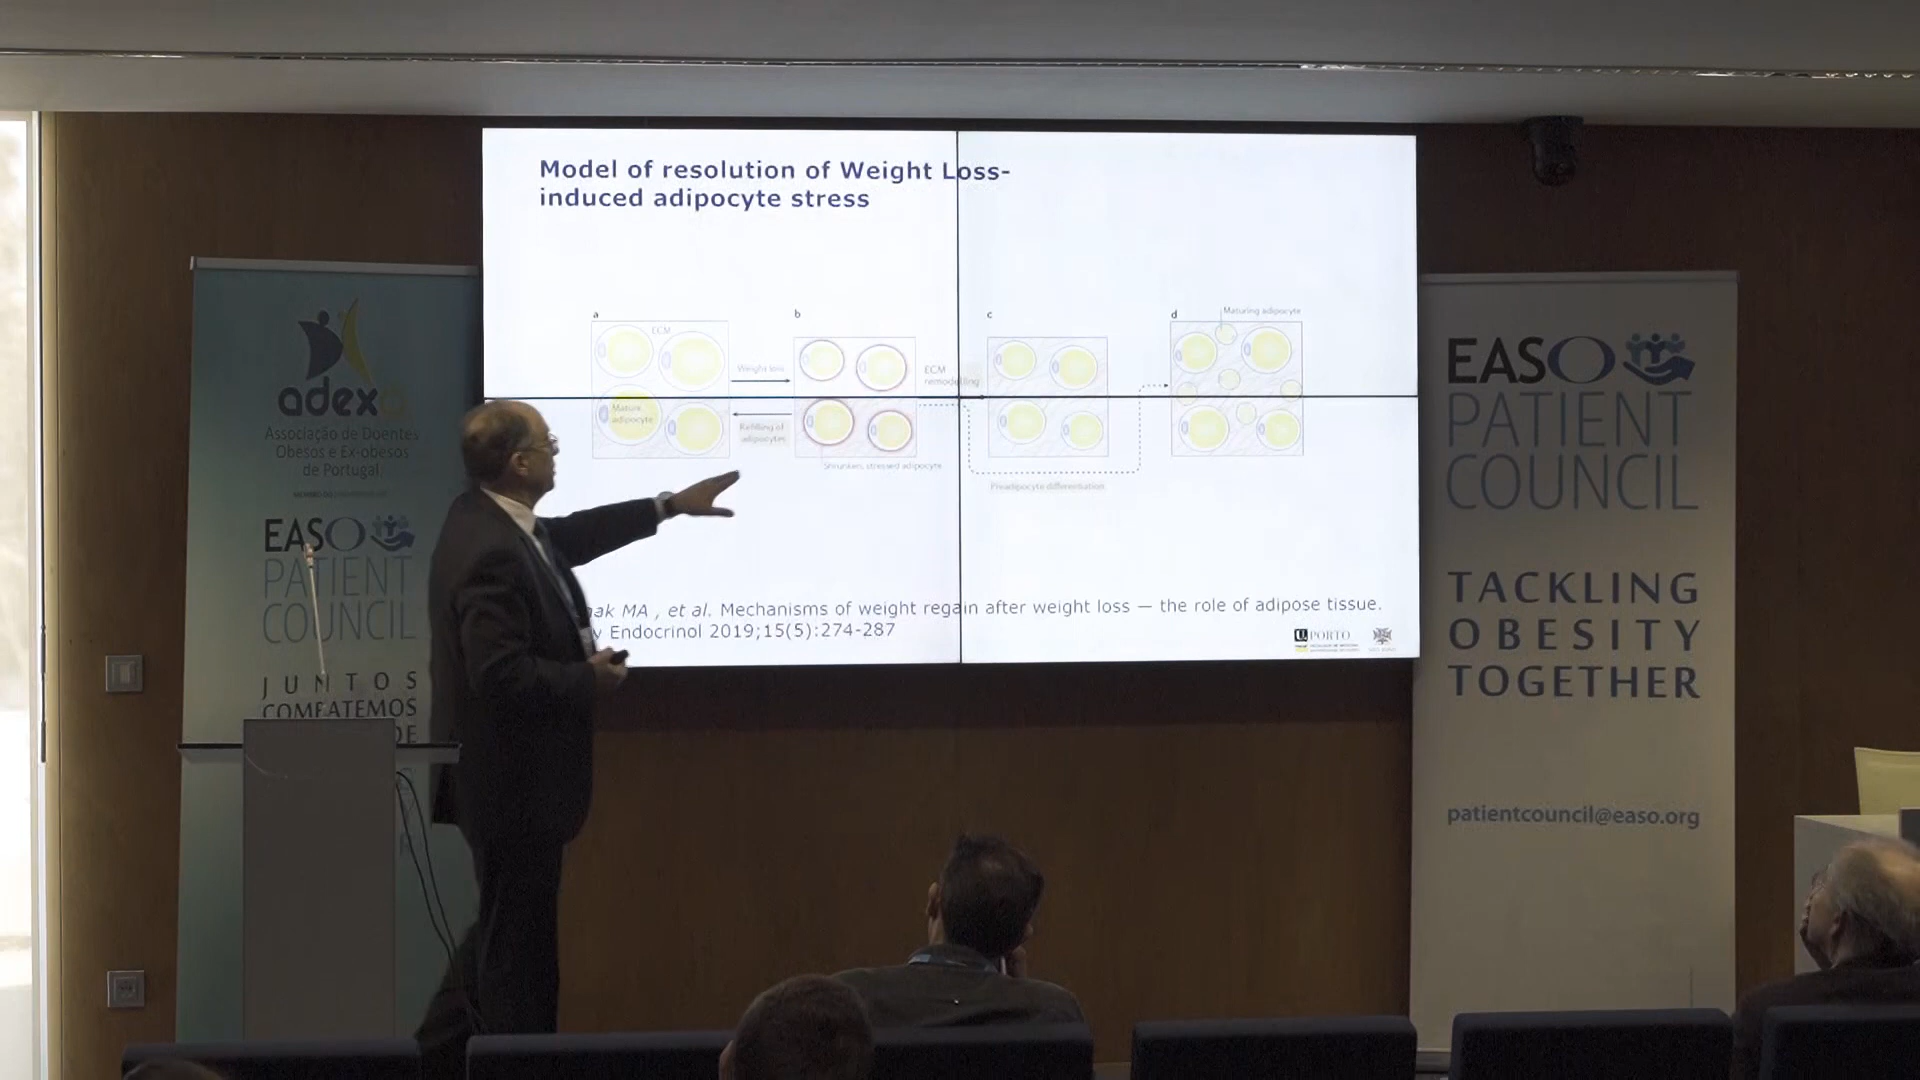 Model of resolution of Weight Loss-
induced adipocyte stress
a
b
c
d
ECM
Mature
adipocyte
Weight loss
Refilling of
adipocytes
Shrunken, stressed adipocyte
ECM
remodelling
Preadipocyte differentiation
Maturing adipocyte
MA , et al. Mechanisms of weight regain after weight loss — the role of adipose tissue.
Endocrinol 2019;15(5):274-287
U. PORTO
adexo
Associação de Doentes
Obesos e Ex-obesos
de Portugal
EASO
PATIENT
COUNCIL
JUNTOS
COMBATEMOS
DE
EASO
PATIENT
COUNCIL
TACKLING
OBESITY
TOGETHER
patientcouncil@easo.org